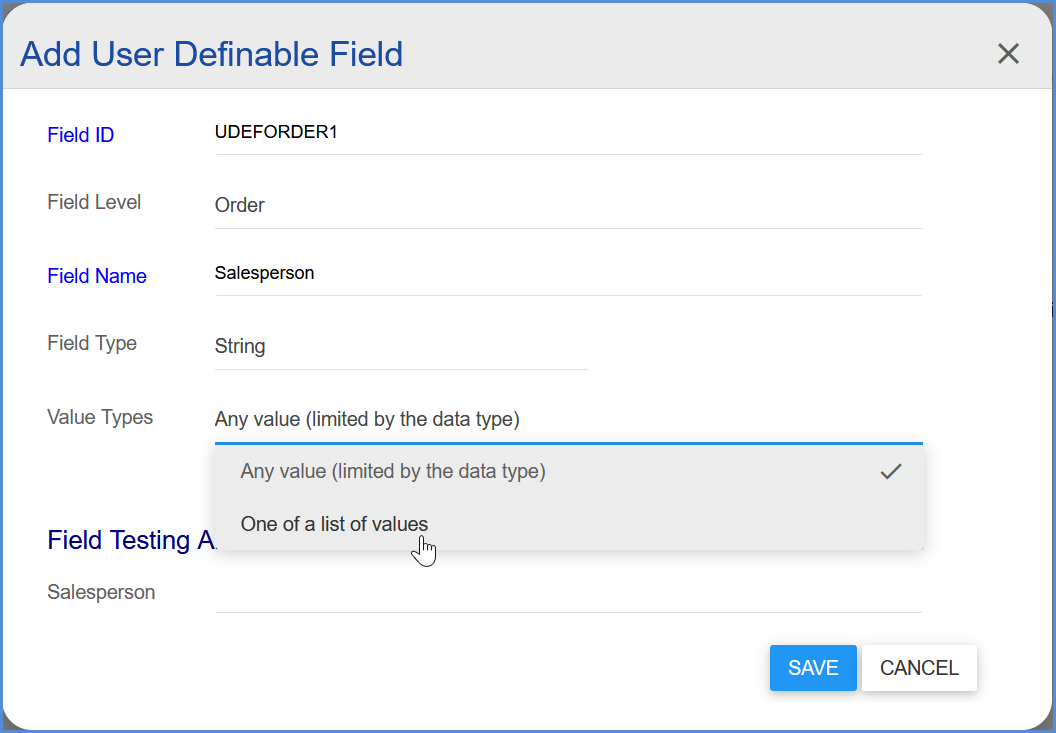 Add User Definable Field
Field ID UDEFORDER1
Field Level Order
Field Name Salesperson
Field Type String
Value Types Any value (limited by the data type)
Any value (limited by the data type)
One of a list of values
Field Testing A
Salesperson
SAVE CANCEL